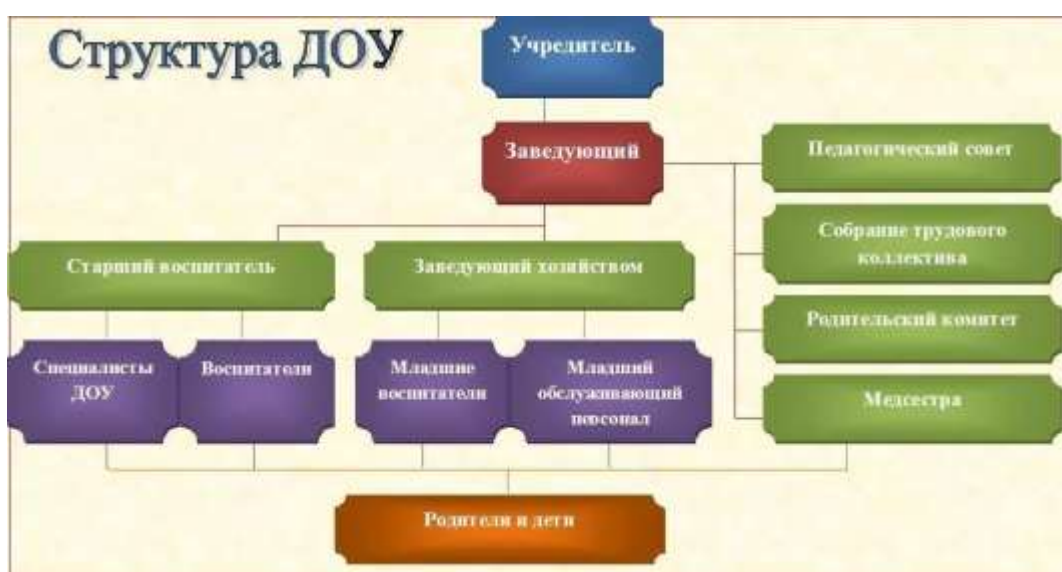 Структура ДОУ
Учредитель
Заведующий
Педагогический совет
Собрание трудового
коллектива
Родительский комитет
Медсестра
Старший воспитатель
Заведующий хозяйством
Специалисты
ДОУ
Воспитатели
Младшие
воспитатели
Младший
обслуживающий
персонал
Родители и дети